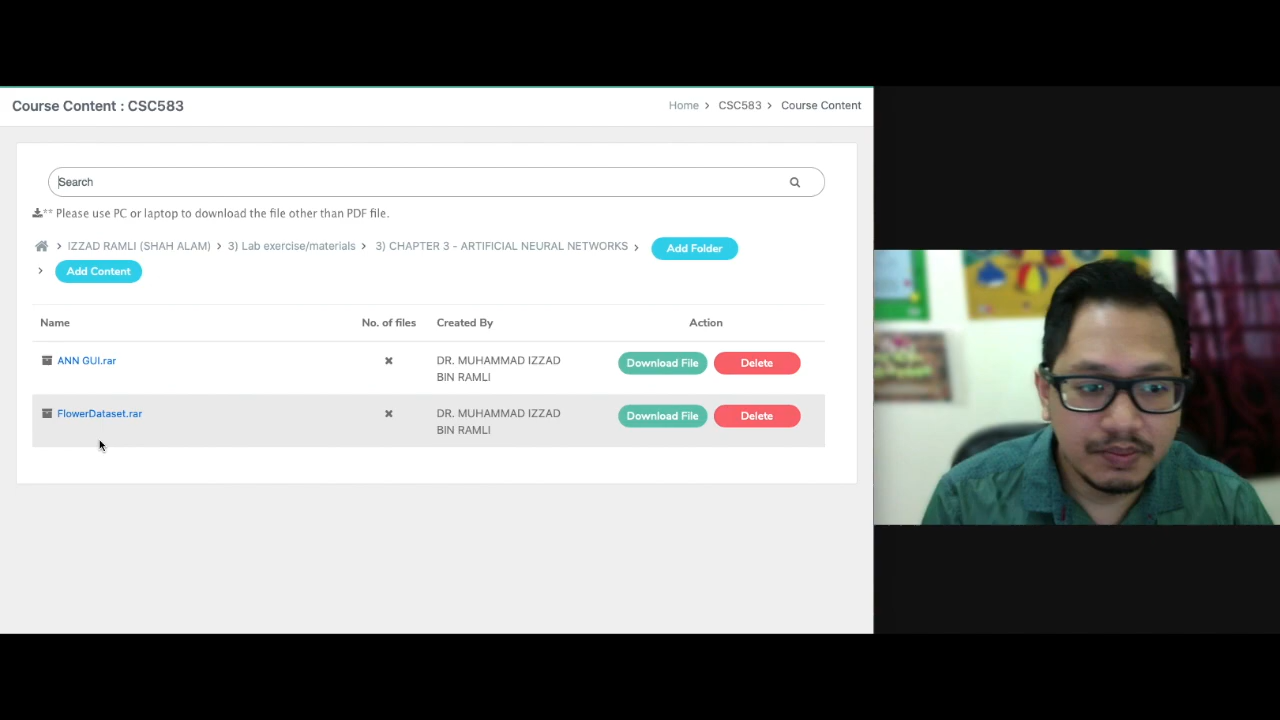 Course Content : CSC583
Home > CSC583 > Course Content
Search
** Please use PC or laptop to download the file other than PDF file.
> IZZAD RAMLI (SHAH ALAM) > 3) Lab exercise/materials > 3) CHAPTER 3 - ARTIFICIAL NEURAL NETWORKS > Add Folder
> Add Content
Name No. of files Created By Action
ANN GUI.rar ✖ DR. MUHAMMAD IZZAD Download File Delete
BIN RAMLI
FlowerDataset.rar ✖ DR. MUHAMMAD IZZAD Download File Delete
BIN RAMLI